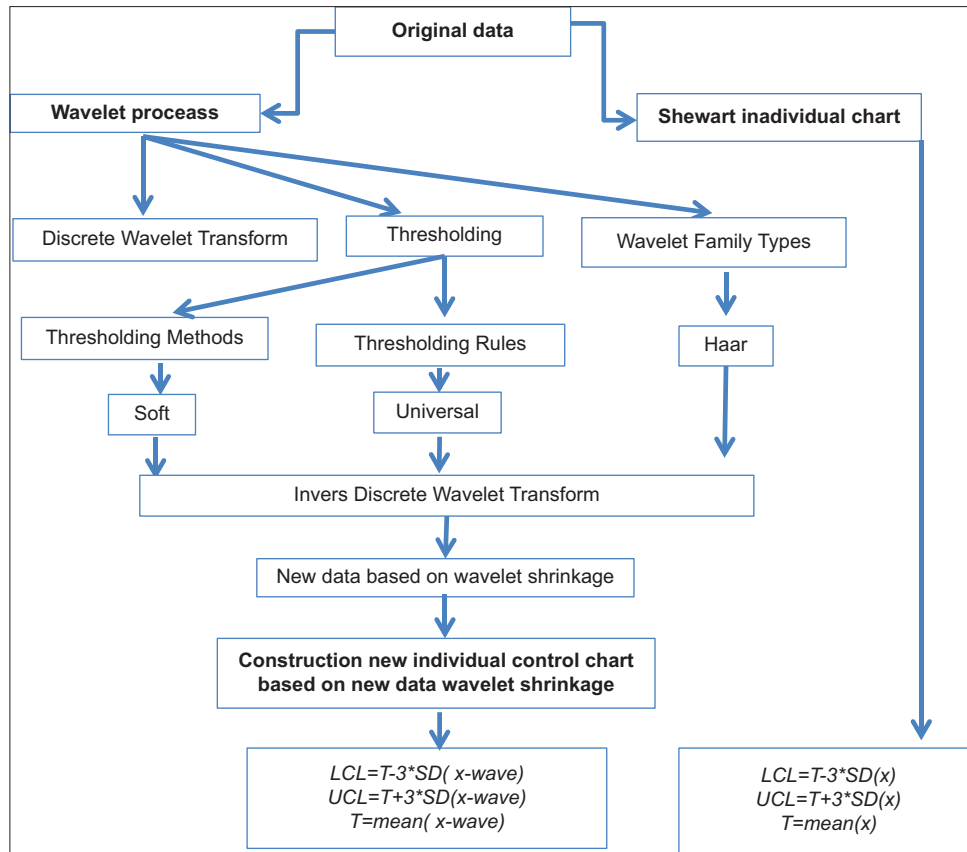 Original data
Wavelet proceass
Shewart inadividual chart
Discrete Wavelet Transform
Thresholding
Wavelet Family Types
Thresholding Methods
Thresholding Rules
Haar
Soft
Universal
Invers Discrete Wavelet Transform
New data based on wavelet shrinkage
Construction new individual control chart
based on new data wavelet shrinkage
LCL=T-3*SD( x-wave)
UCL=T+3*SD(x-wave)
T=mean( x-wave)
LCL=T-3*SD(x)
UCL=T+3*SD(x)
T=mean(x)